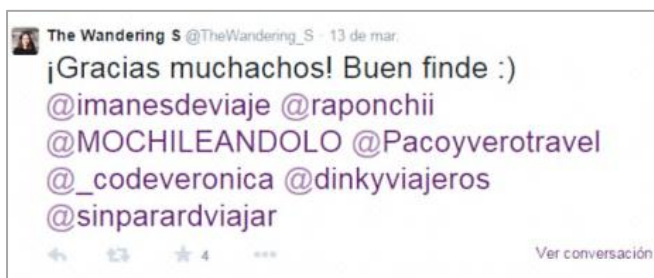 The Wandering S @TheWandering_S · 13 de mar.
¡Gracias muchachos! Buen finde :)
@imanesdeviaje @raponchii
@MOCHILEANDOLO @Pacoyverotravel
@_codeveronica @dinkyviajeros
@sinparardviajar
4
Ver conversación